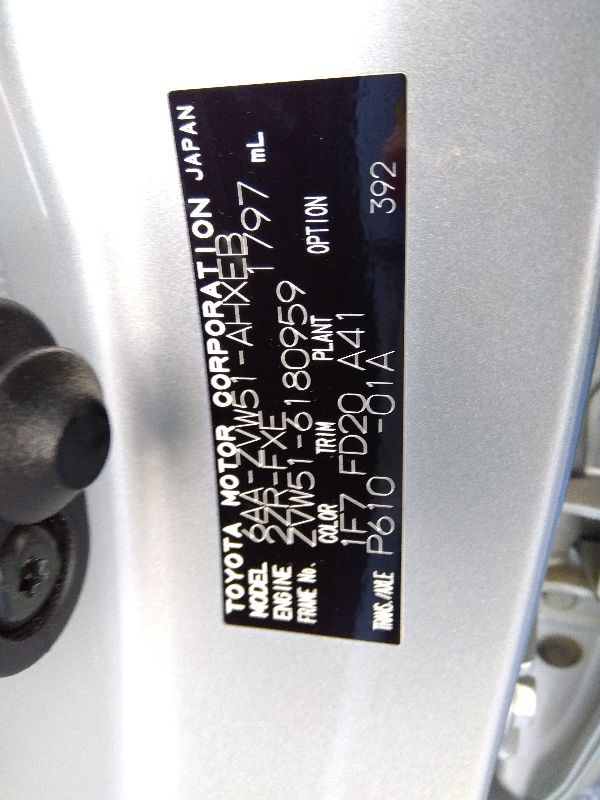 TOYOTA MOTOR CORPORATION JAPAN
MODEL 6AA-ZVW51-AHXEB
ENGINE 2ZR-FXE 1797 mL
FRAME No. ZVW51-6180959
COLOR TRIM PLANT OPTION
1F7 FD20 A41
TRANS./AXLE P610 -01A 392